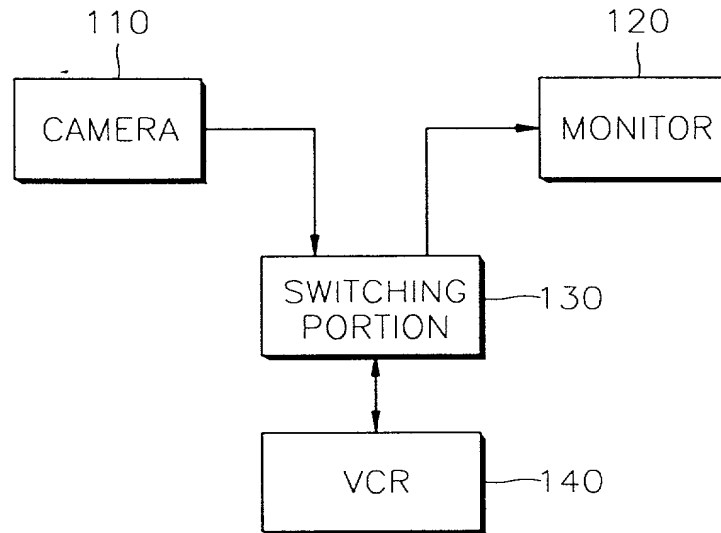 110
120
CAMERA
MONITOR
SWITCHING
PORTION
130
VCR
140